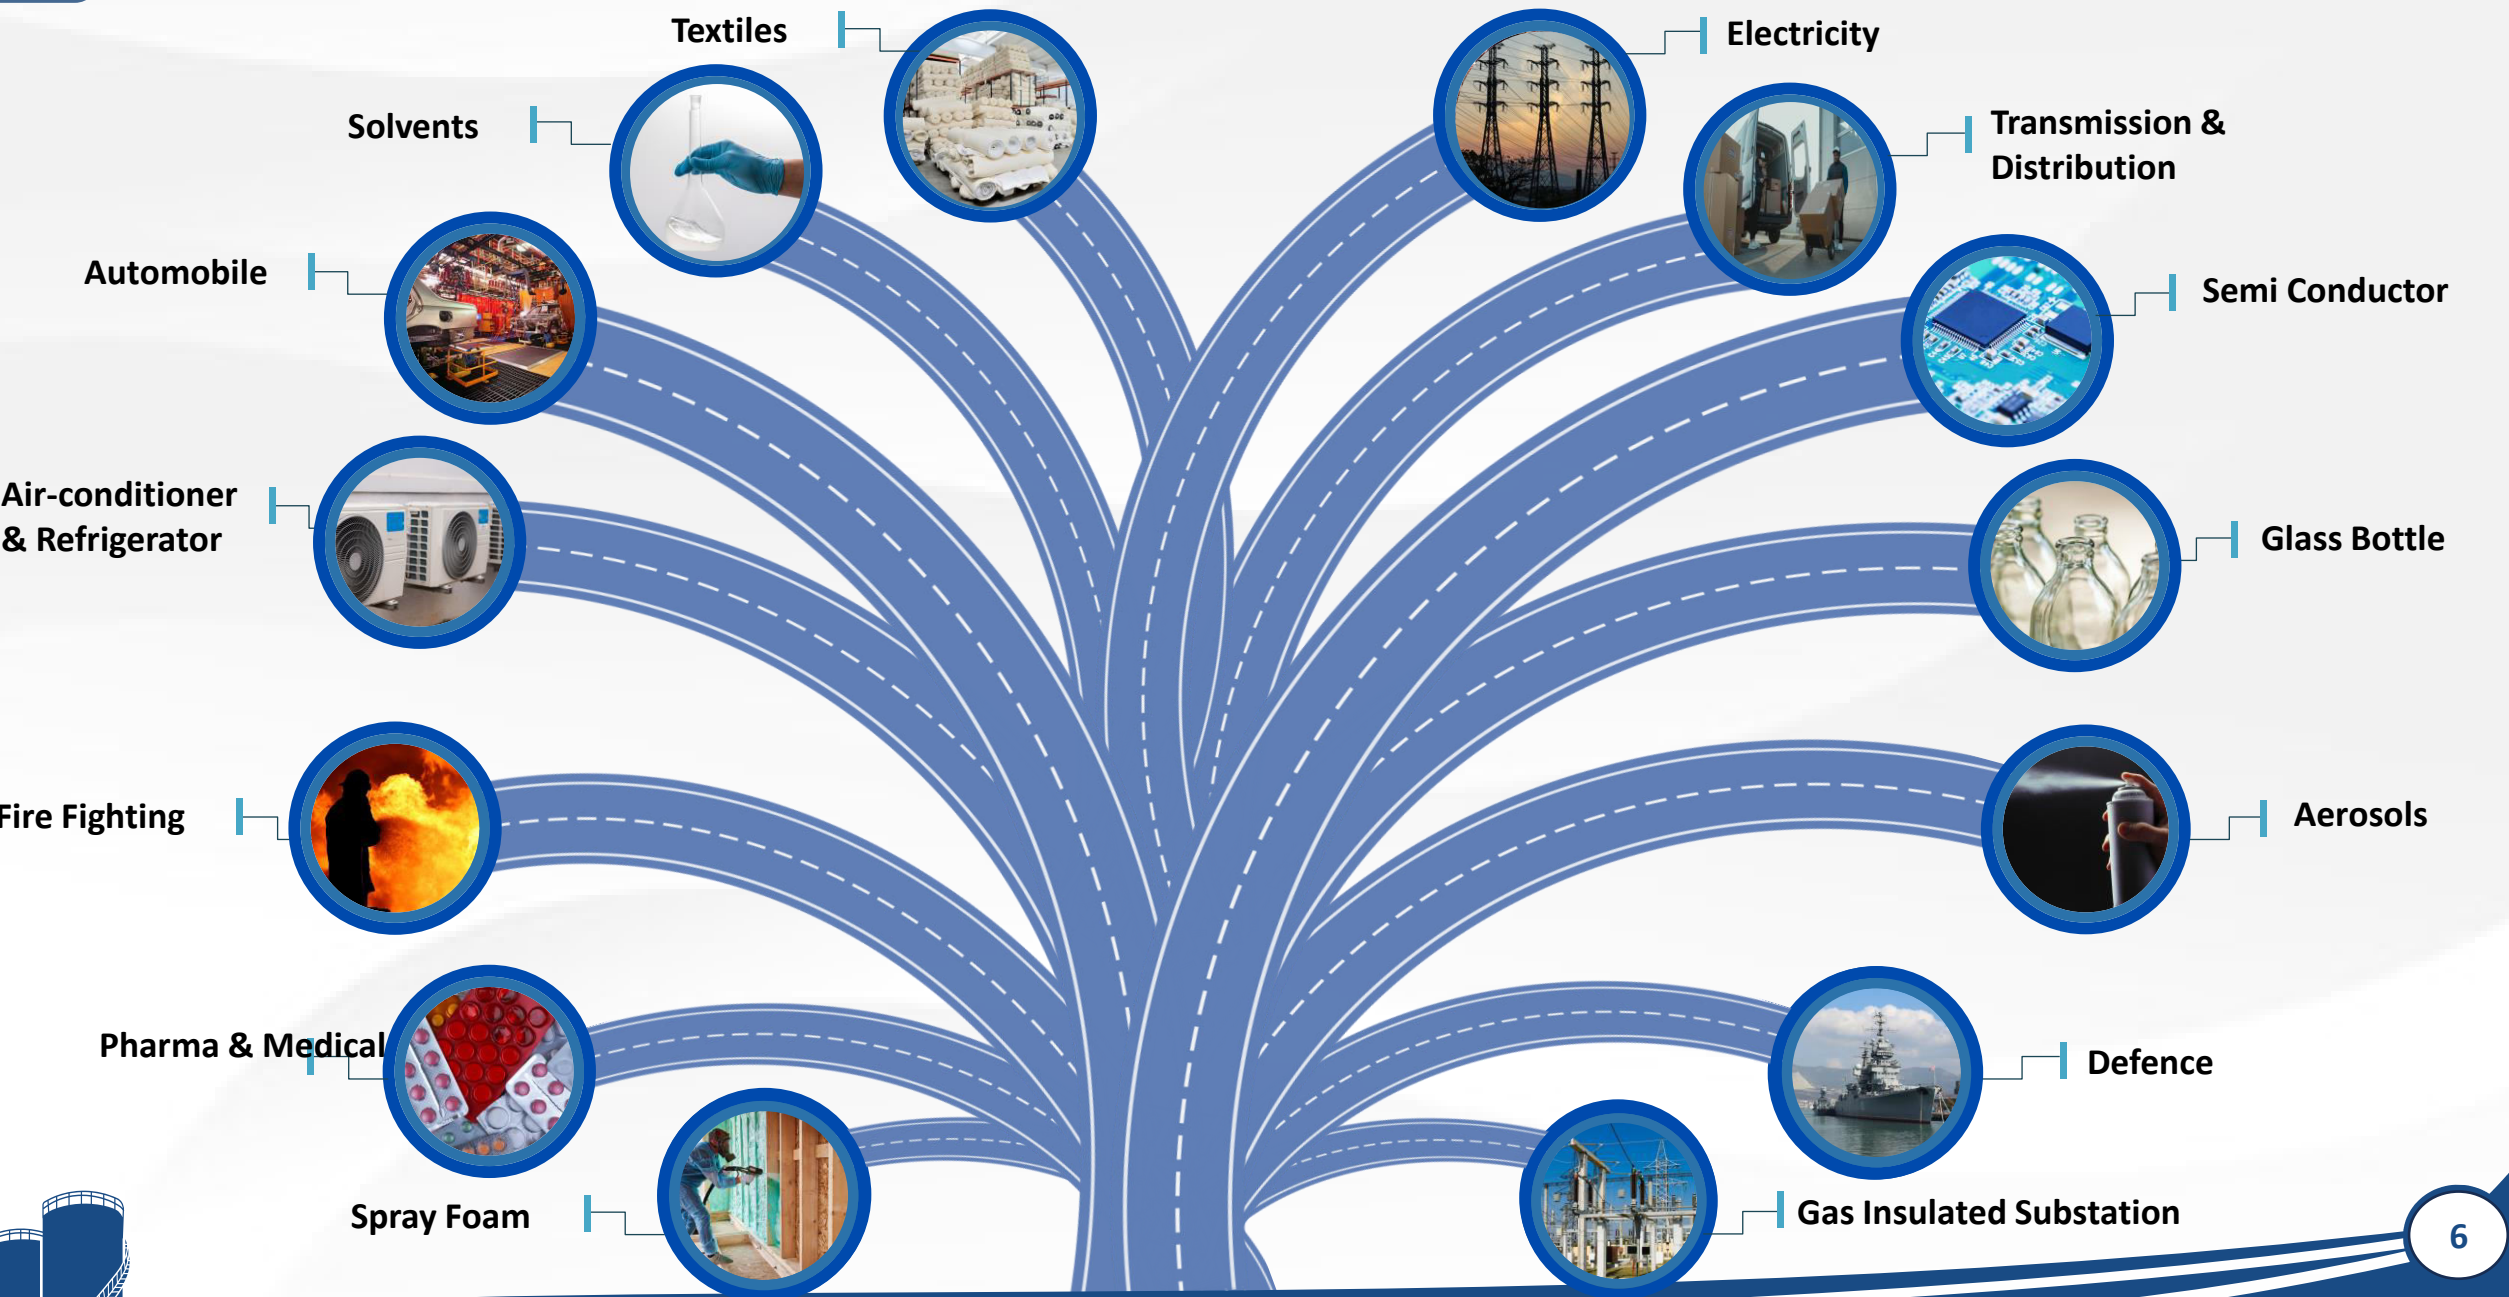 Textiles
Electricity
Solvents
Transmission &
Distribution
Automobile
Semi Conductor
Air-conditioner
& Refrigerator
Glass Bottle
Fire Fighting
Aerosols
Pharma & Medical
Defence
Spray Foam
Gas Insulated Substation
6